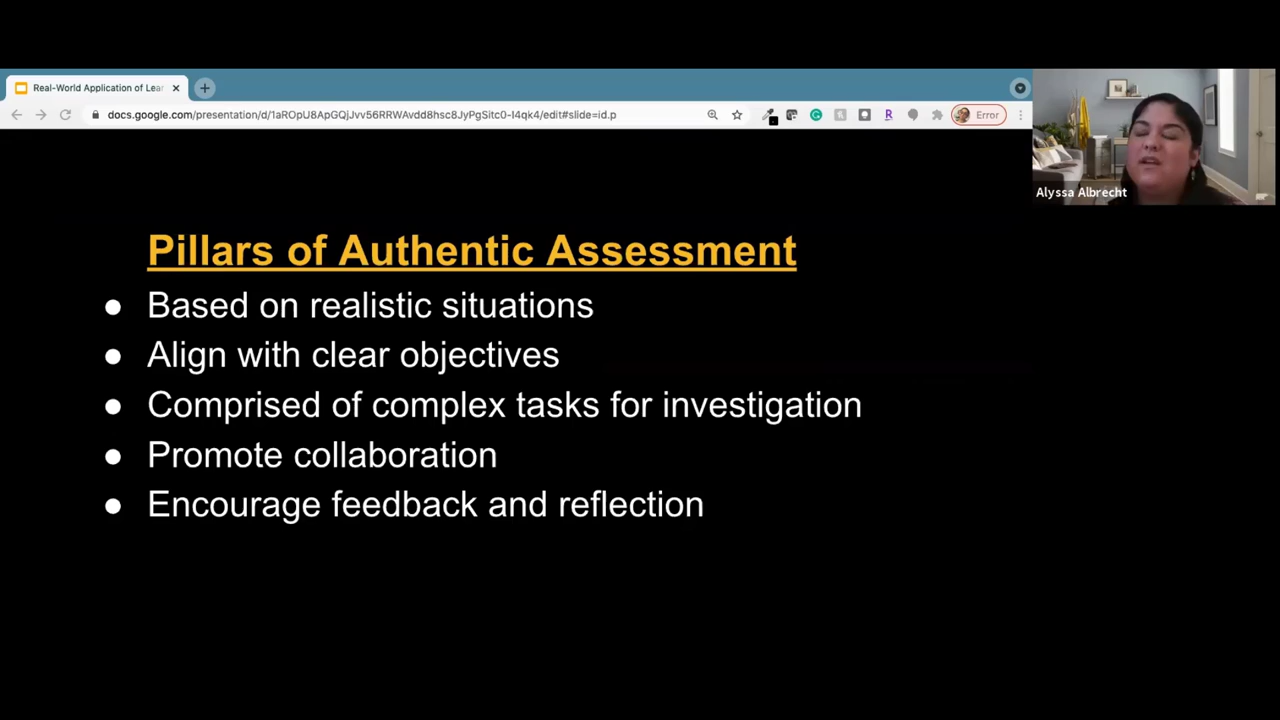 Real-World Application of Lear
docs.google.com/presentation/d/1aROpU8ApGQjJvv56RRWAvdd8hsc8JyPgSitc0-I4qk4/edit#slide=id.p
R
Error
Alyssa Albrecht
Pillars of Authentic Assessment
● Based on realistic situations
● Align with clear objectives
● Comprised of complex tasks for investigation
● Promote collaboration
● Encourage feedback and reflection